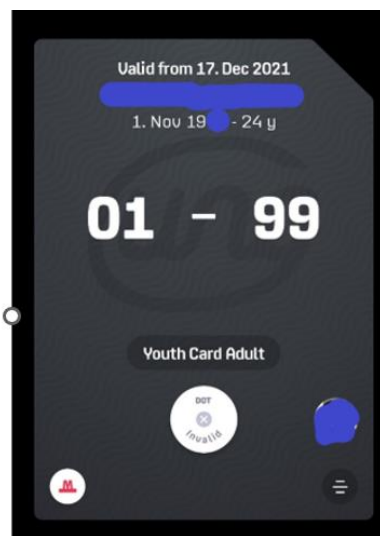 Valid from 17. Dec 2021
1. Nov 19 - 24 y
01 - 99
Youth Card Adult
DOT
Invalid
M